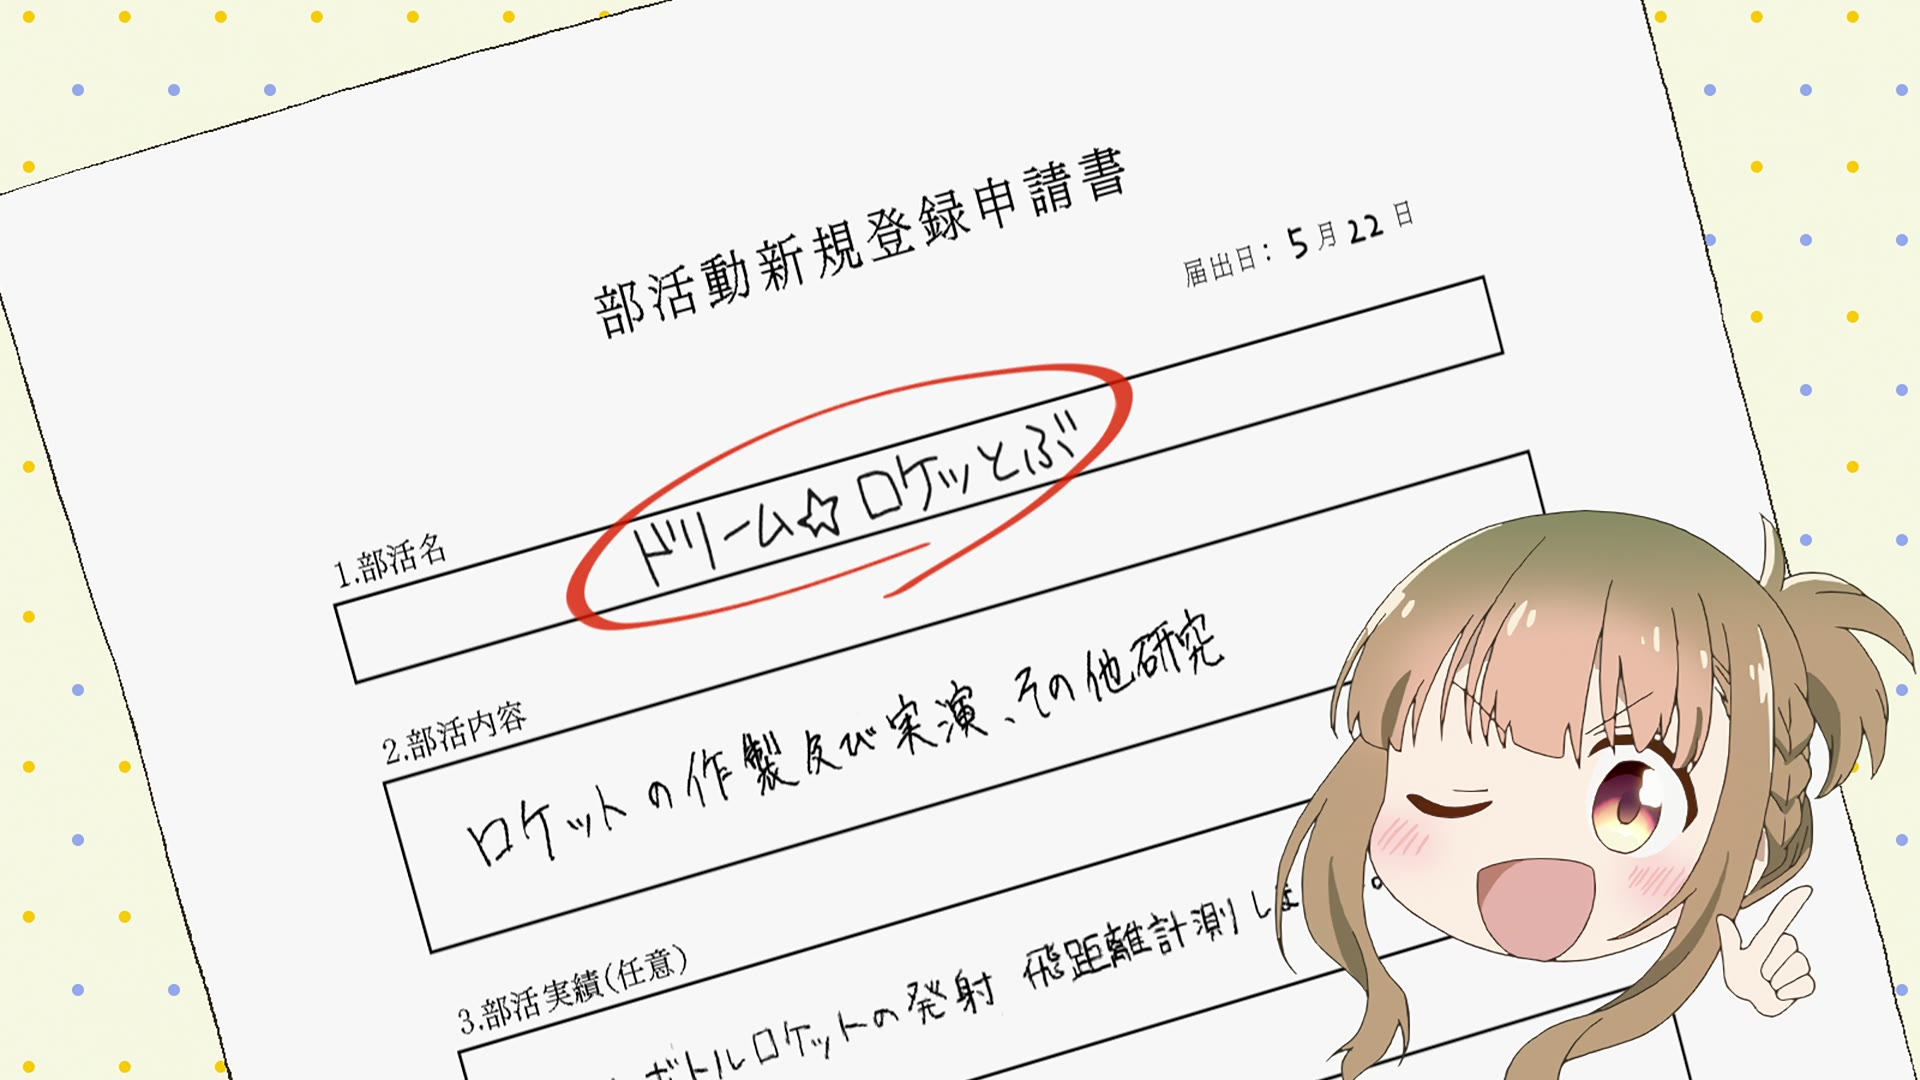 部活動新規登録申請書
届出日：5月22日
1.部活名
ドリーム☆ロケッとぶ
2.部活内容
ロケットの作製及び実演、その他研究
3.部活実績(任意)
ボトルロケットの発射 飛距離計測しま